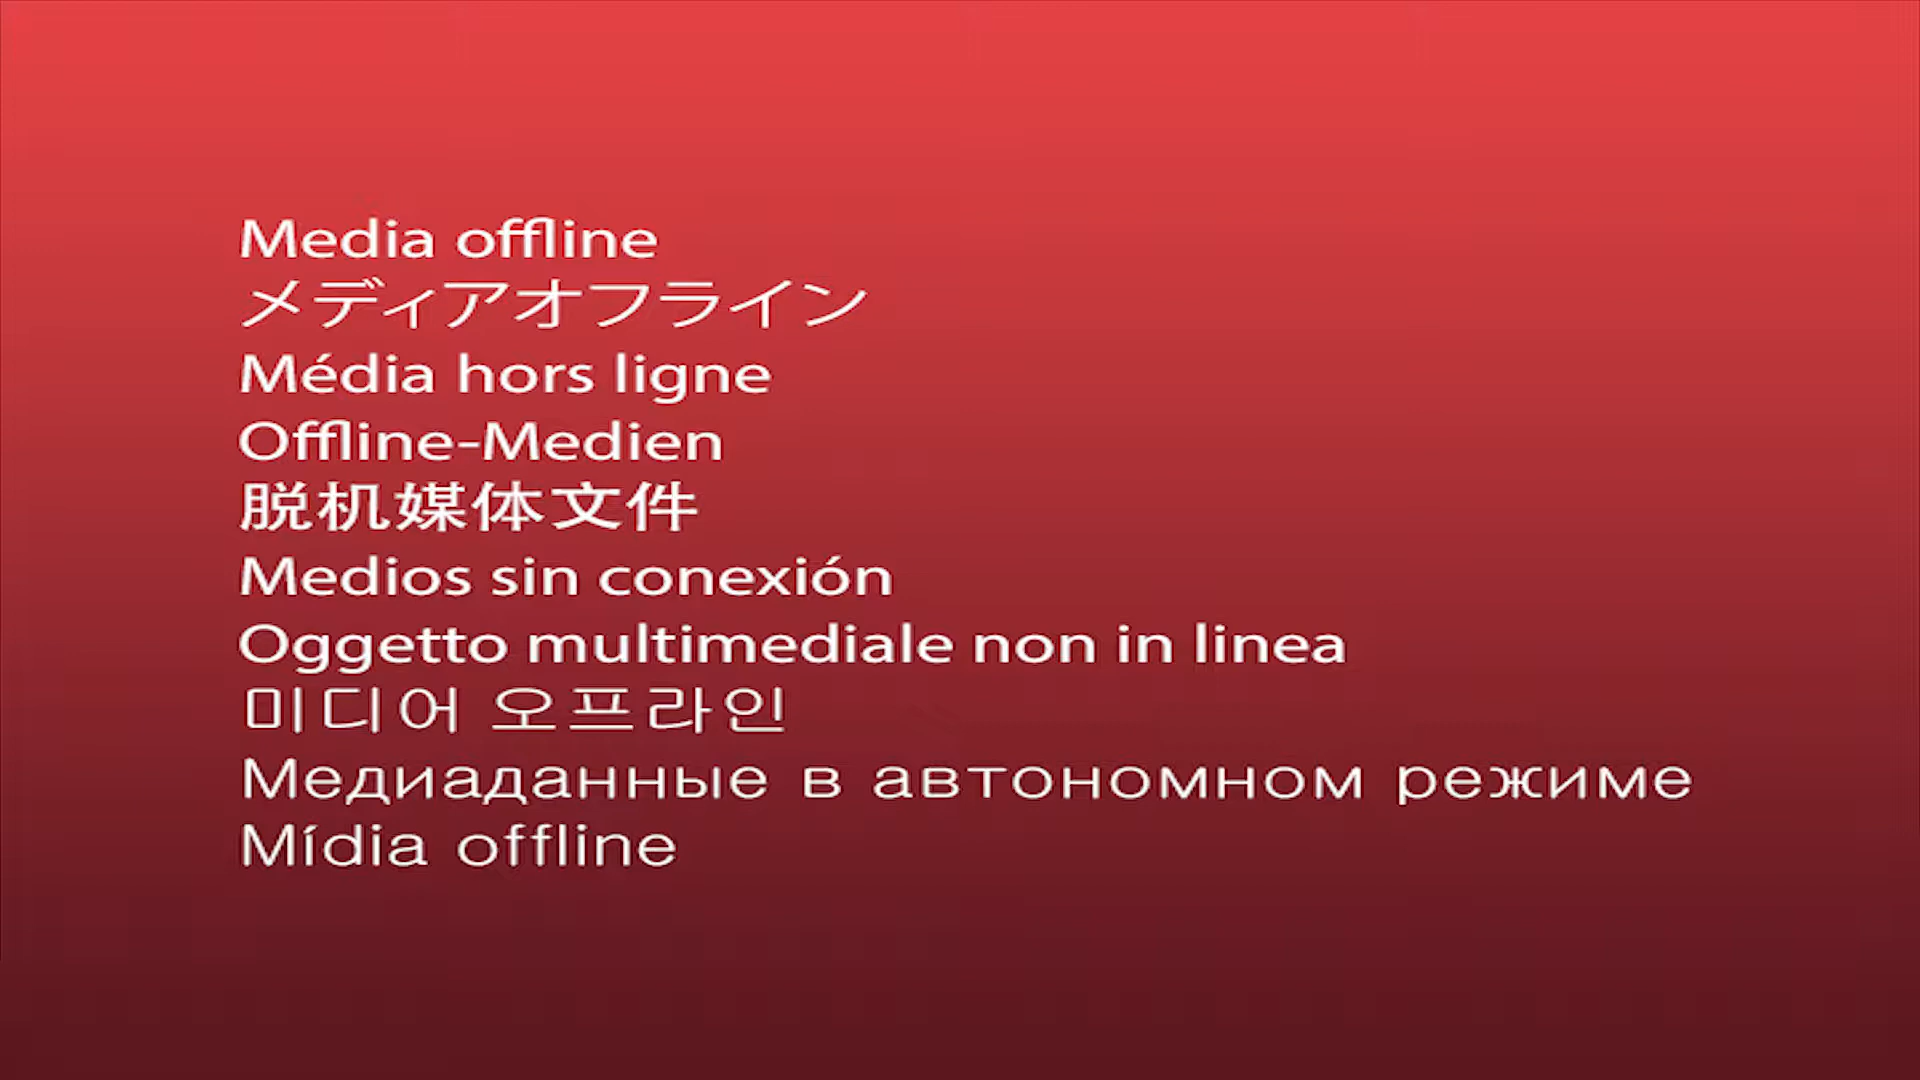 Media offline
メディアオフライン
Média hors ligne
Offline-Medien
脱机媒体文件
Medios sin conexión
Oggetto multimediale non in linea
미디어 오프라인
Медиаданные в автономном режиме
Mídia offline